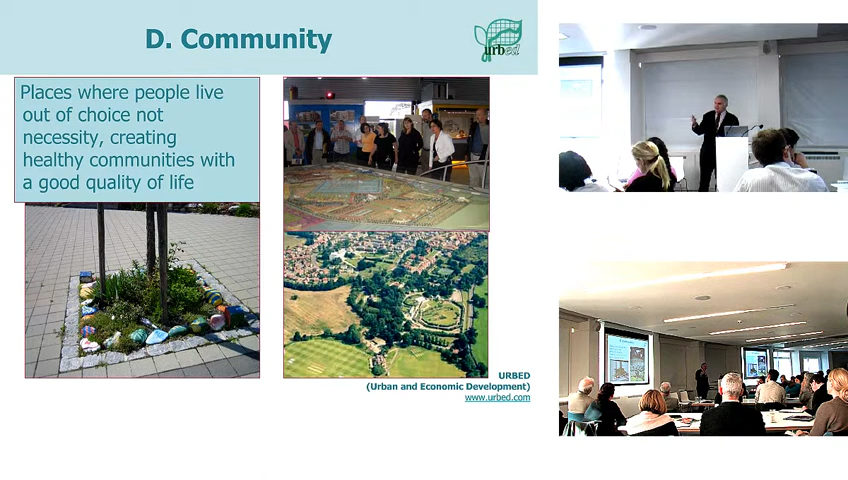 D. Community
urbed
Places where people live
out of choice not
necessity, creating
healthy communities with
a good quality of life
URBED
(Urban and Economic Development)
www.urbed.com